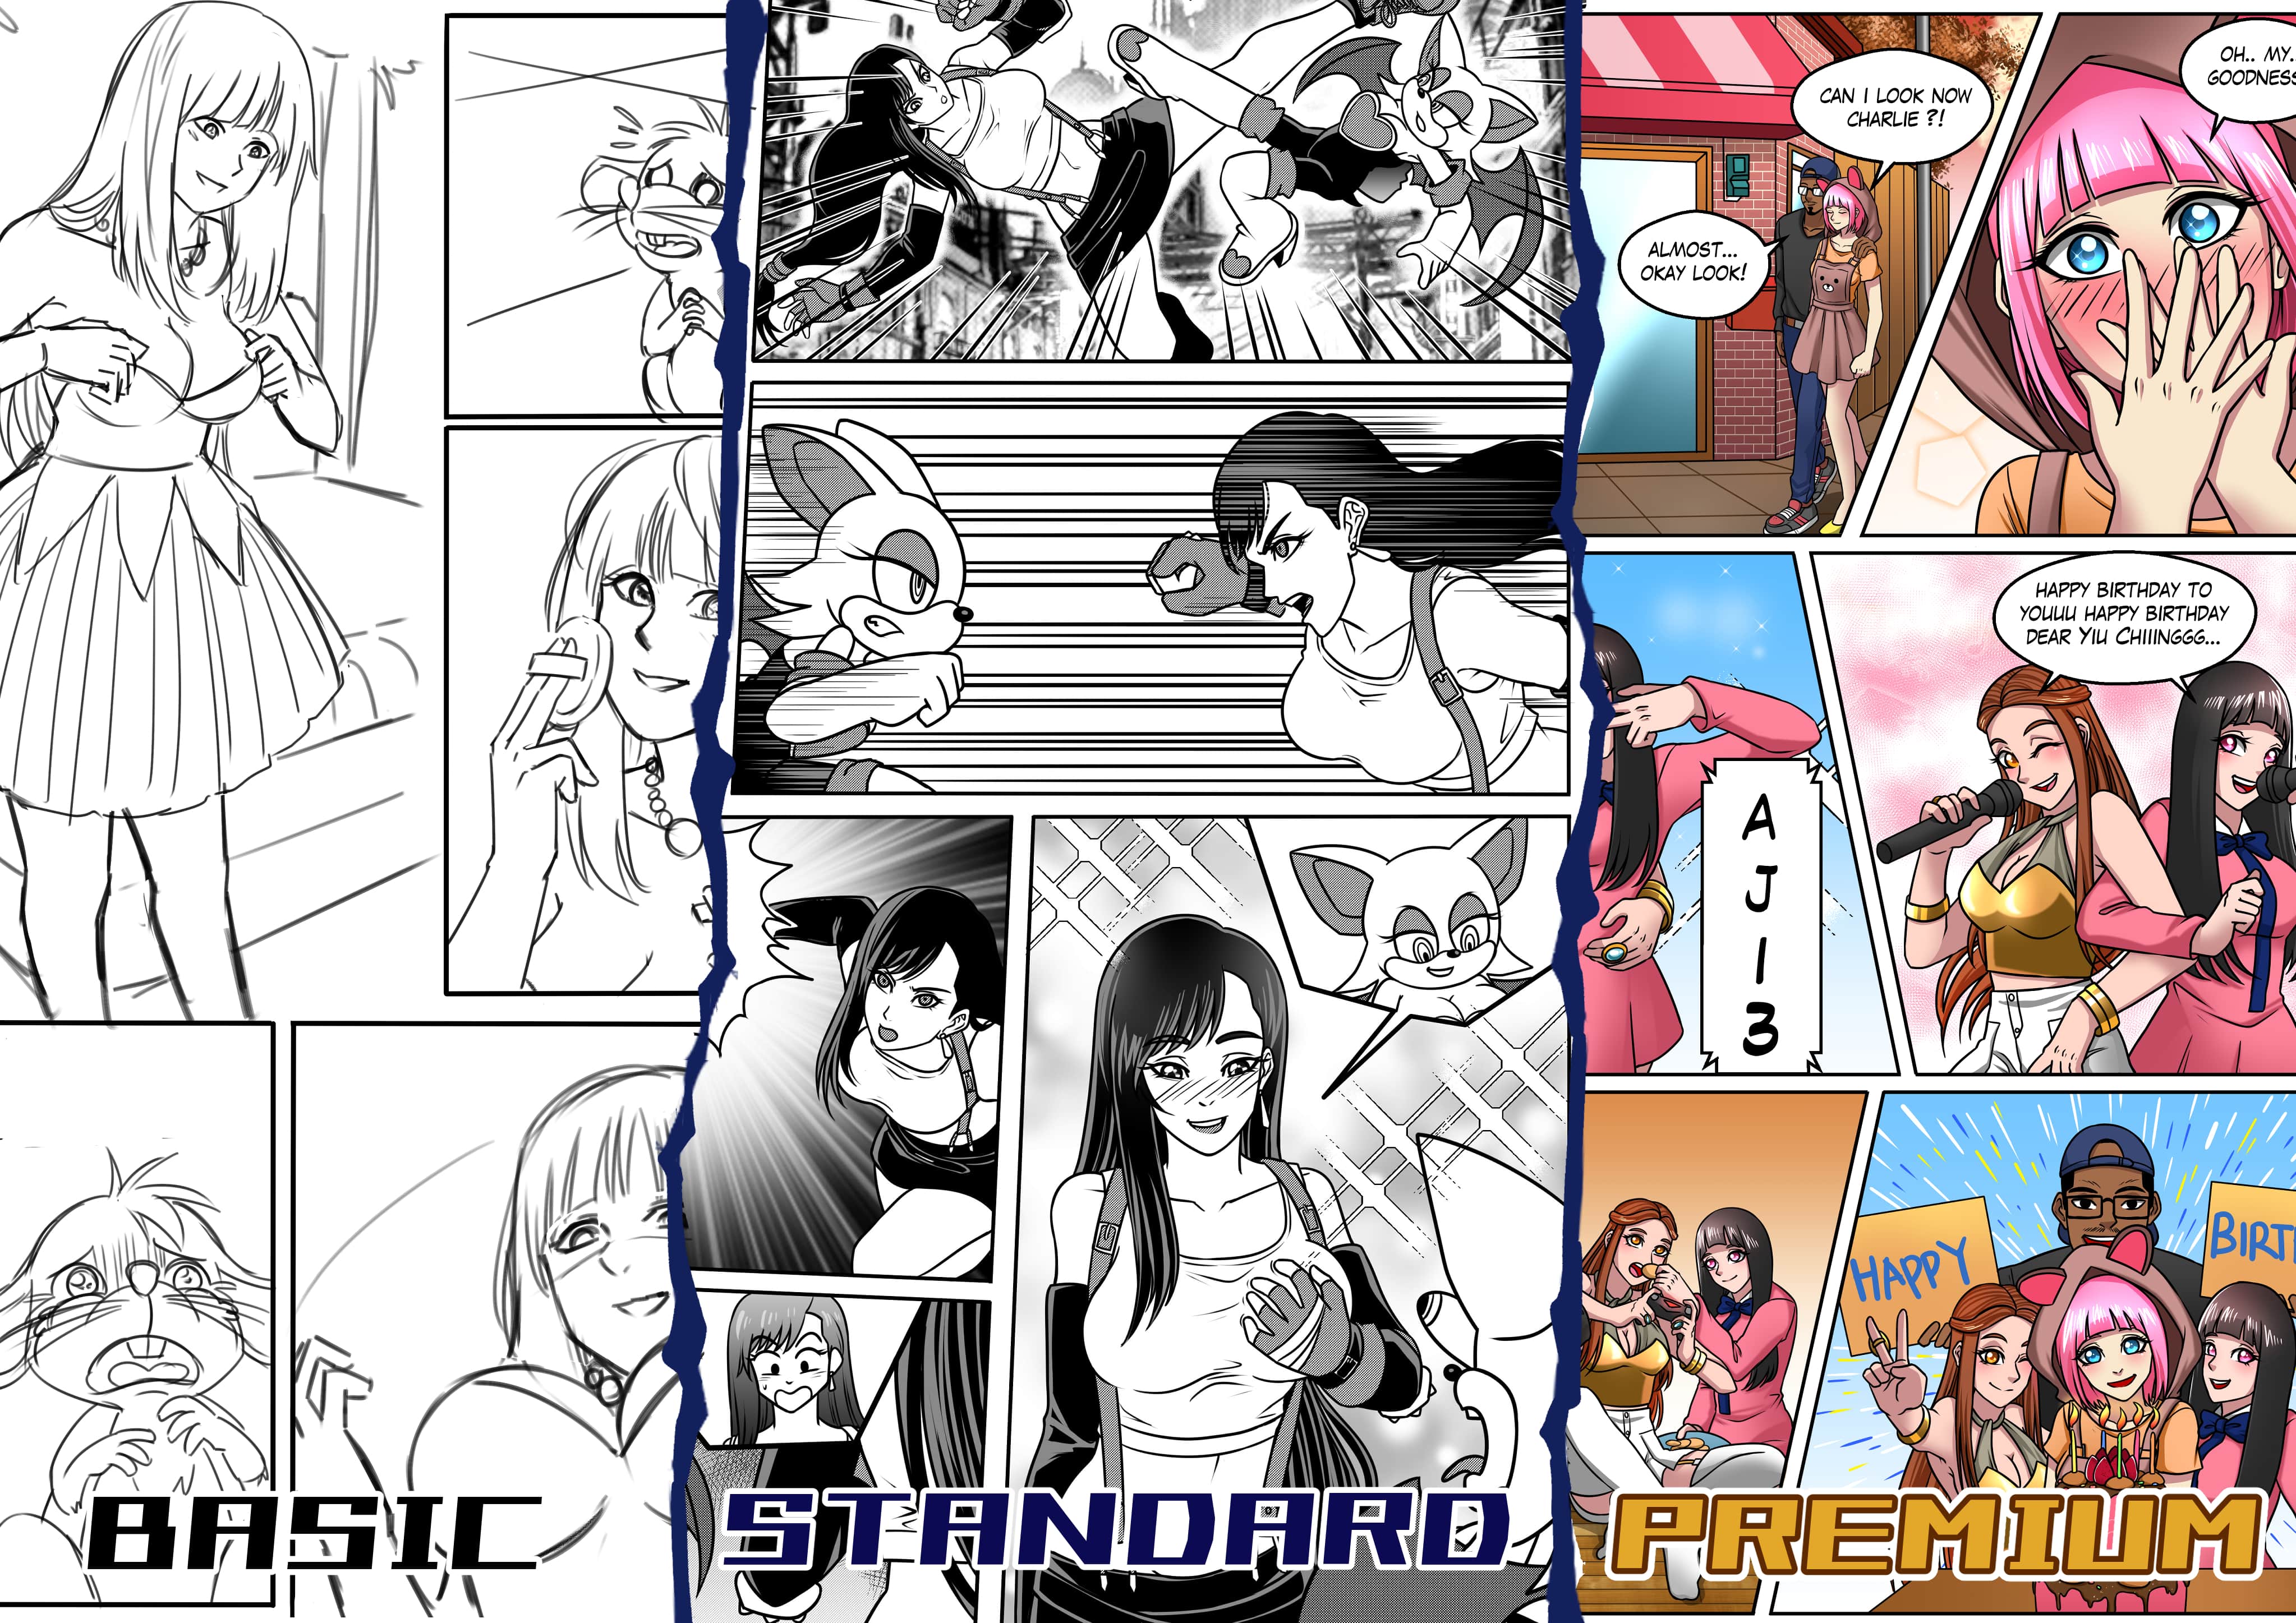 CAN I LOOK NOW
CHARLIE ?!
ALMOST...
OKAY LOOK!
OH.. MY..
GOODNESS
HAPPY BIRTHDAY TO
YOUUU HAPPY BIRTHDAY
DEAR YIU CHIIINGGG...
A
J
I
3
HAPPY
BIRT
BASIC
STANDARD
PREMIUM